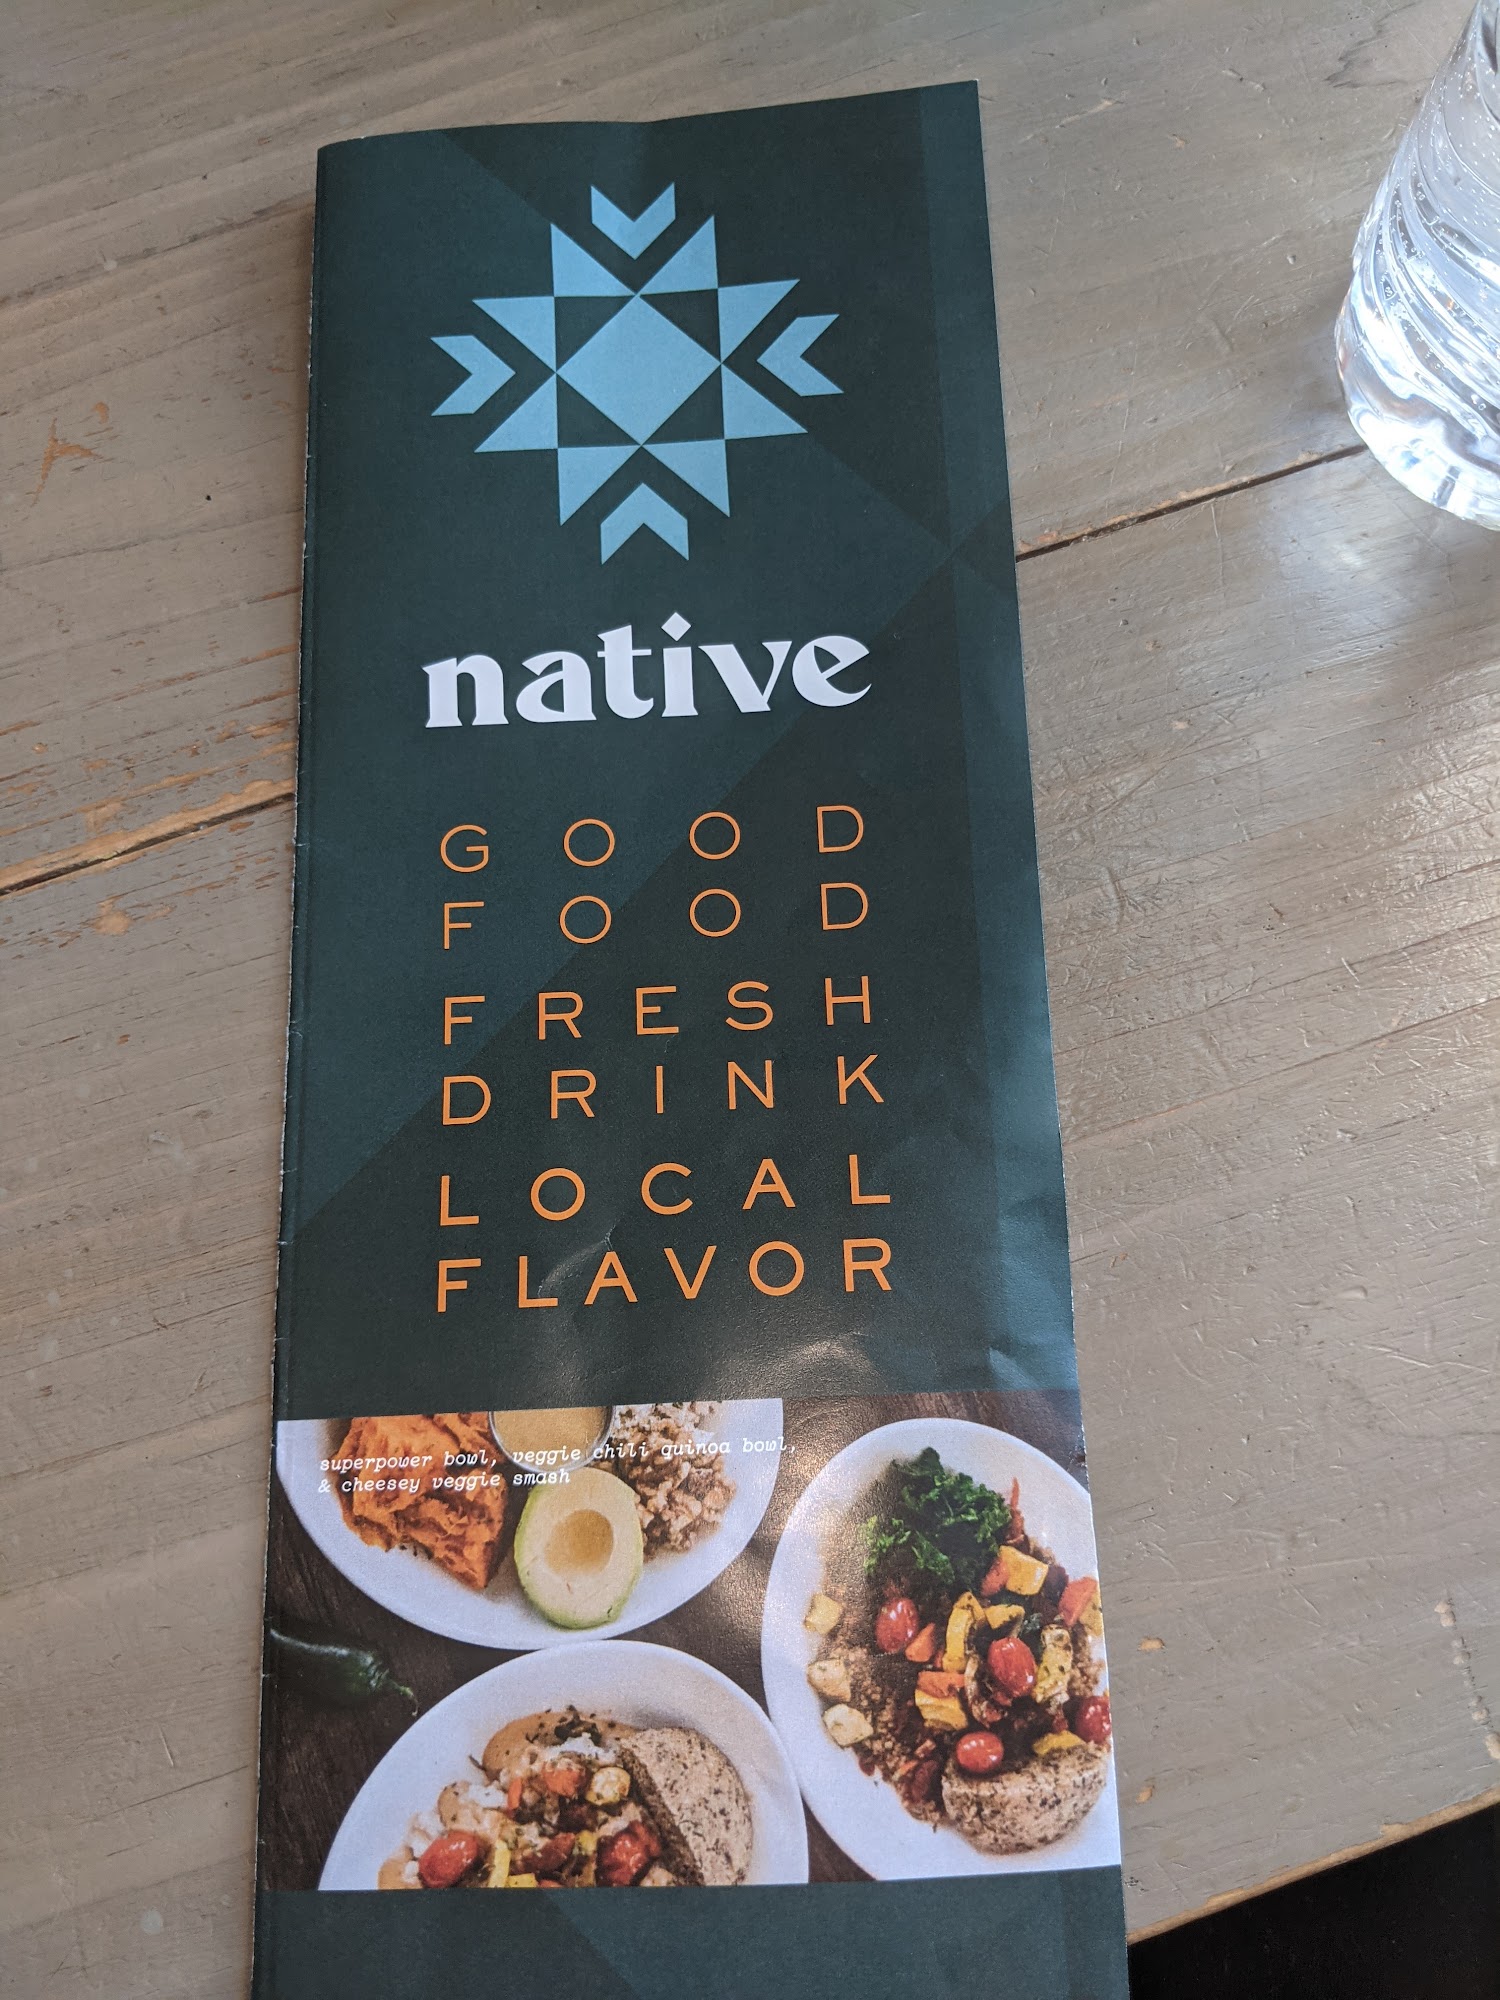 native
GOOD
FOOD
FRESH
DRINK
LOCAL
FLAVOR
superpower bowl, veggie chili quinoa bowl,
& cheesey veggie smash